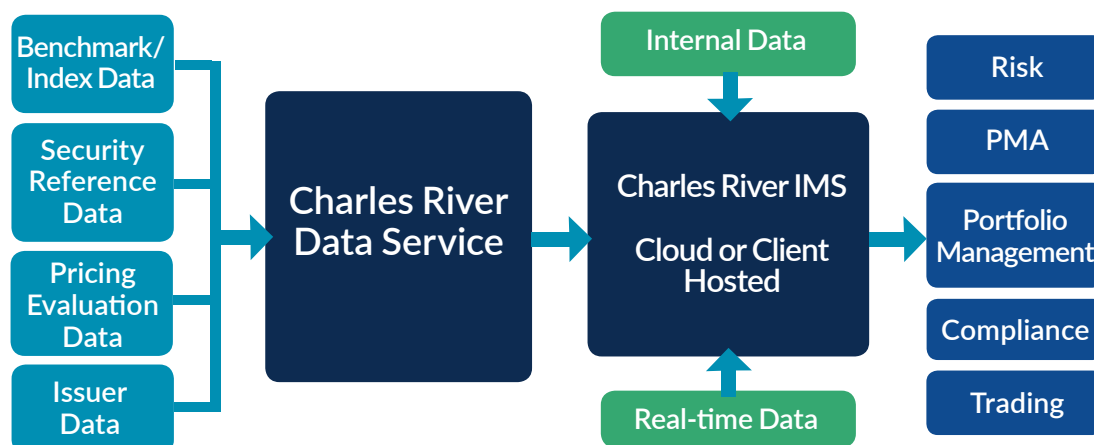 Benchmark/
Index Data
Security
Reference
Data
Pricing
Evaluation
Data
Issuer
Data
Charles River
Data Service
Internal Data
Charles River IMS
Cloud or Client
Hosted
Real-time Data
Risk
PMA
Portfolio
Management
Compliance
Trading